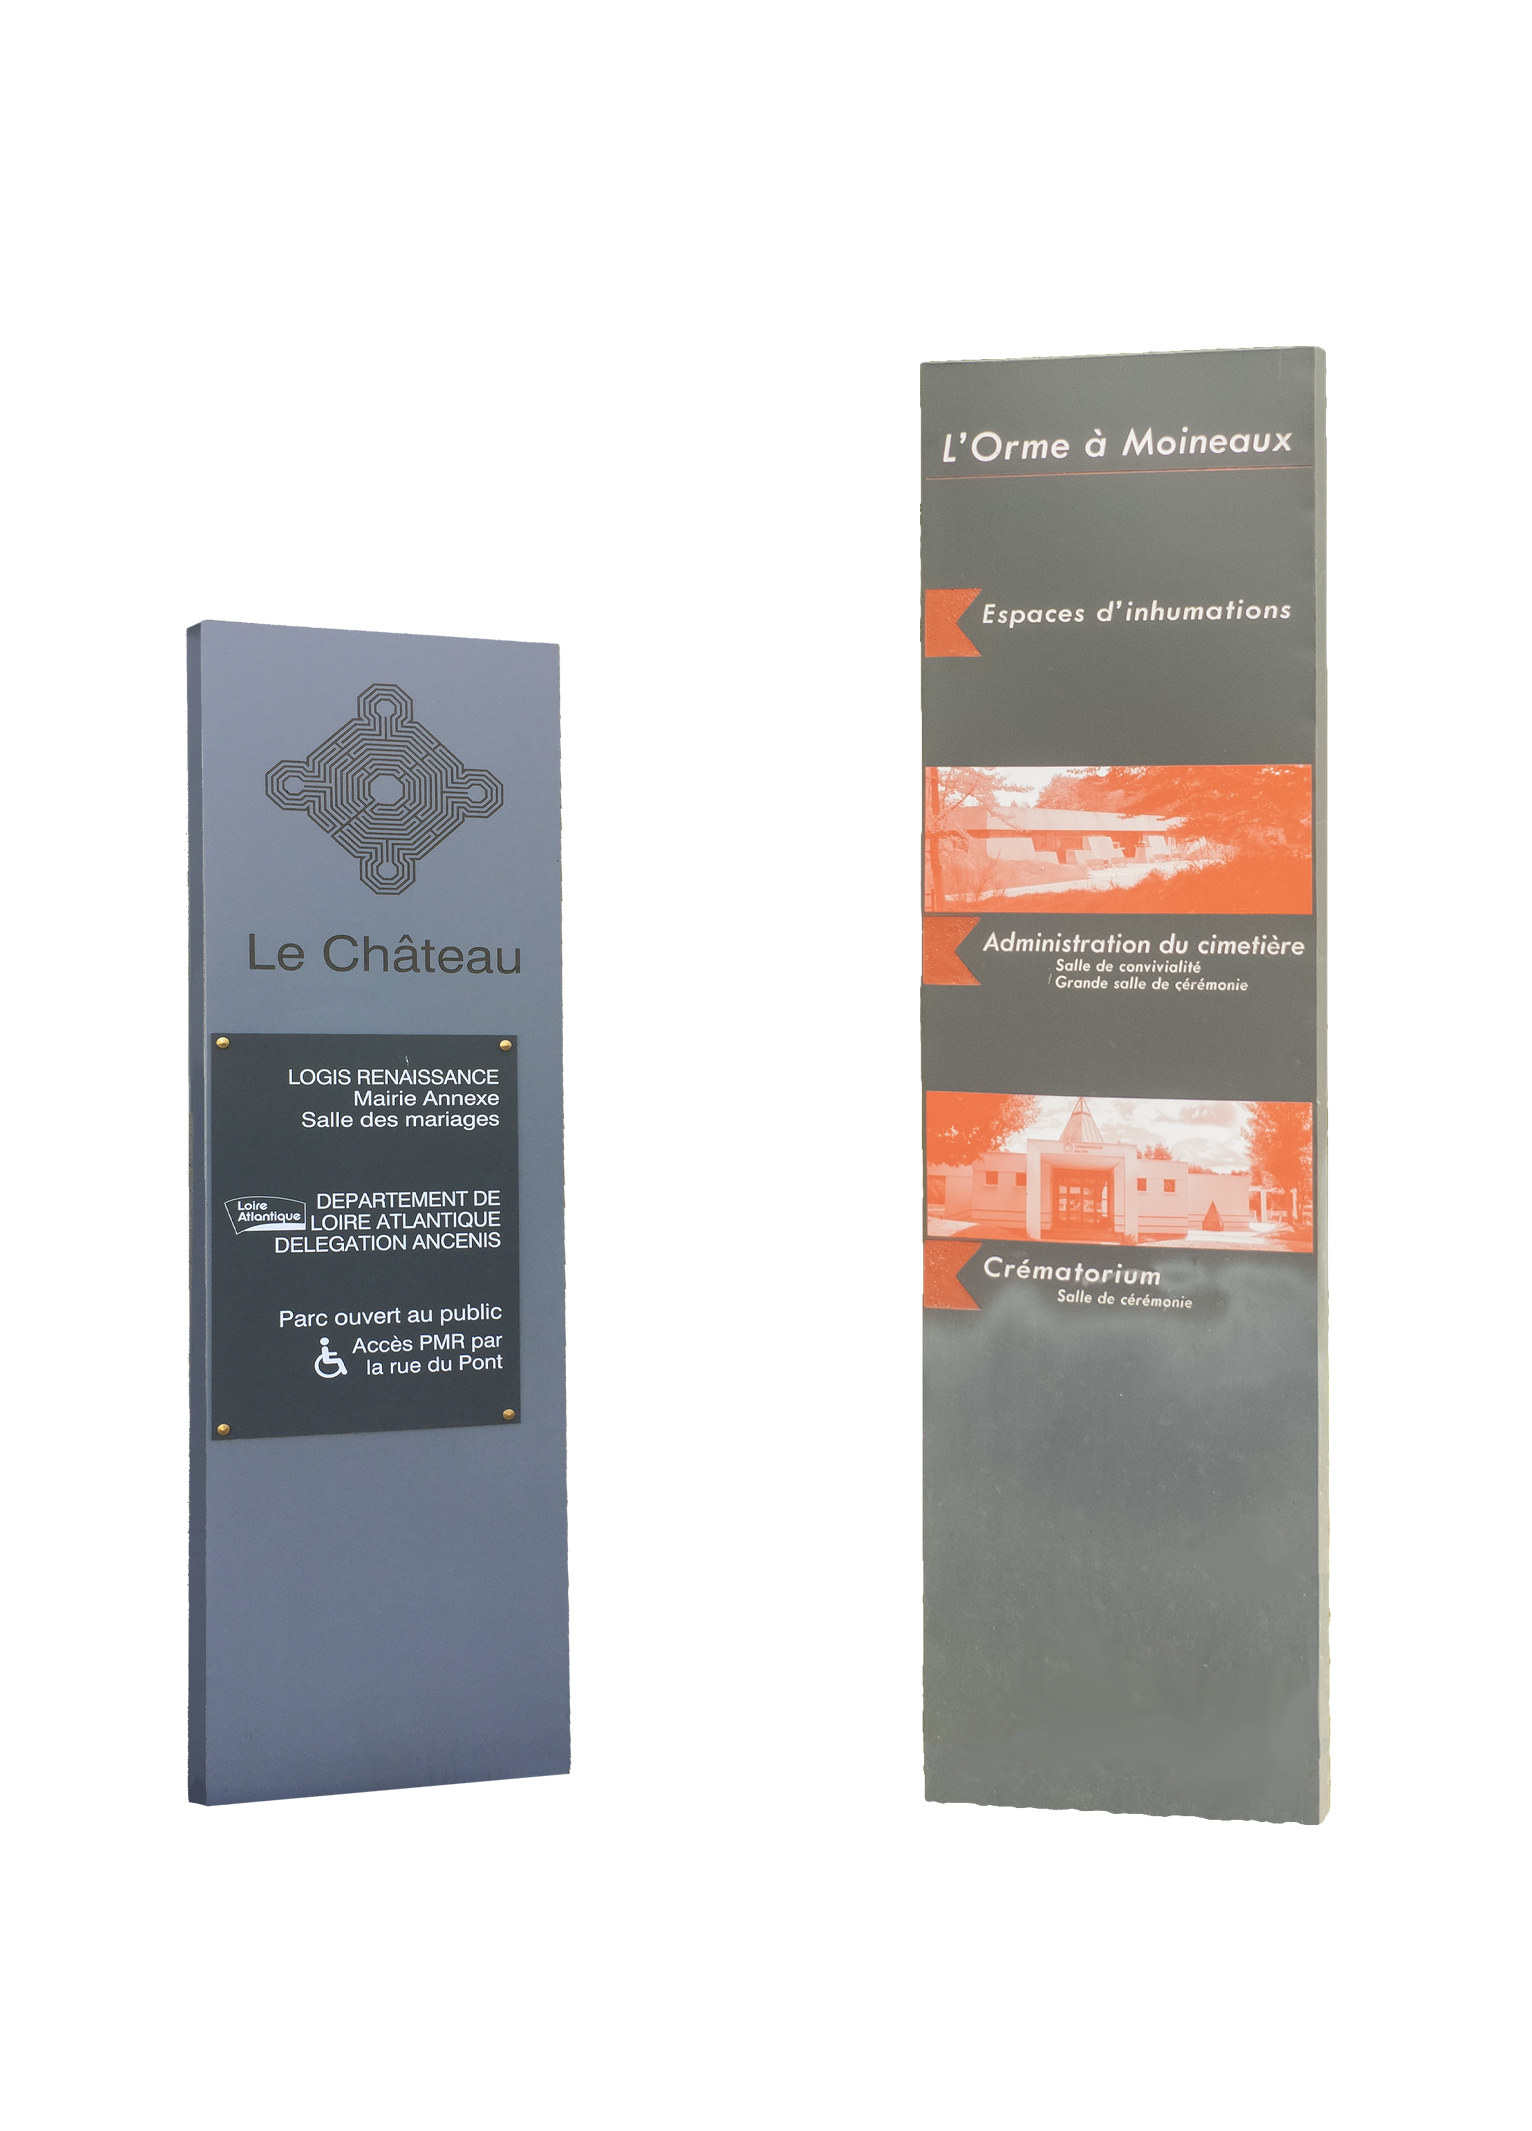 Le Château
LOGIS RENAISSANCE
Mairie Annexe
Salle des mariages
Loire
Atlantique
DEPARTEMENT DE
LOIRE ATLANTIQUE
DELEGATION ANCENIS
Parc ouvert au public
Accès PMR par
la rue du Pont
L'Orme à Moineaux
Espaces d'inhumations
Administration du cimetière
Salle de convivialité
Grande salle de cérémonie
Crématorium
Salle de cérémonie